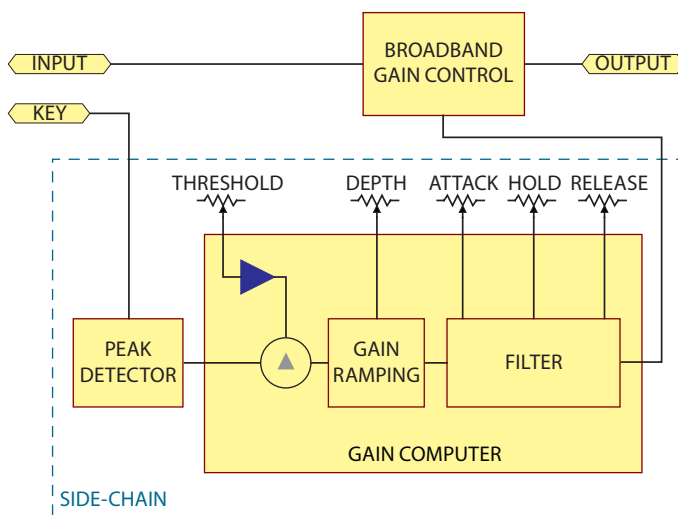 BROADBAND
GAIN CONTROL
INPUT
OUTPUT
KEY
THRESHOLD
DEPTH
ATTACK
HOLD
RELEASE
PEAK
DETECTOR
GAIN
RAMPING
FILTER
GAIN COMPUTER
SIDE-CHAIN